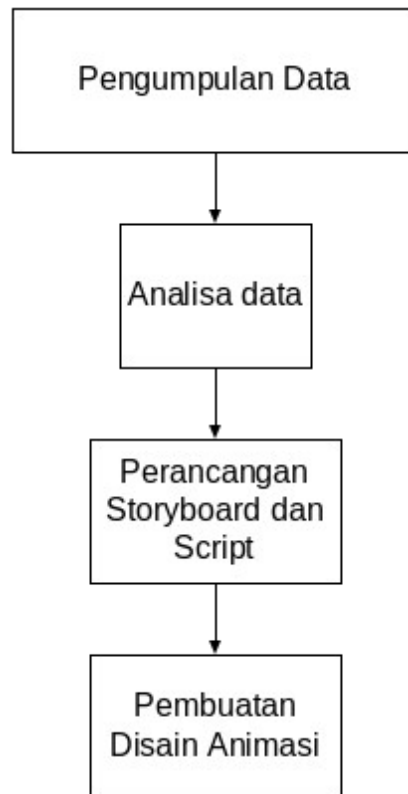 Pengumpulan Data
Analisa data
Perancangan
Storyboard dan
Script
Pembuatan
Disain Animasi